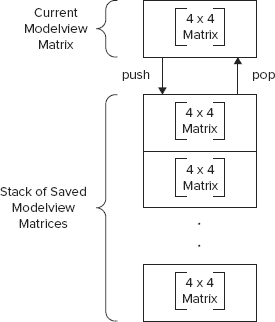 Current
Modelview
Matrix
4 x 4
Matrix
push
pop
4 x 4
Matrix
4 x 4
Matrix
Stack of Saved
Modelview
Matrices
.
.
4 x 4
Matrix